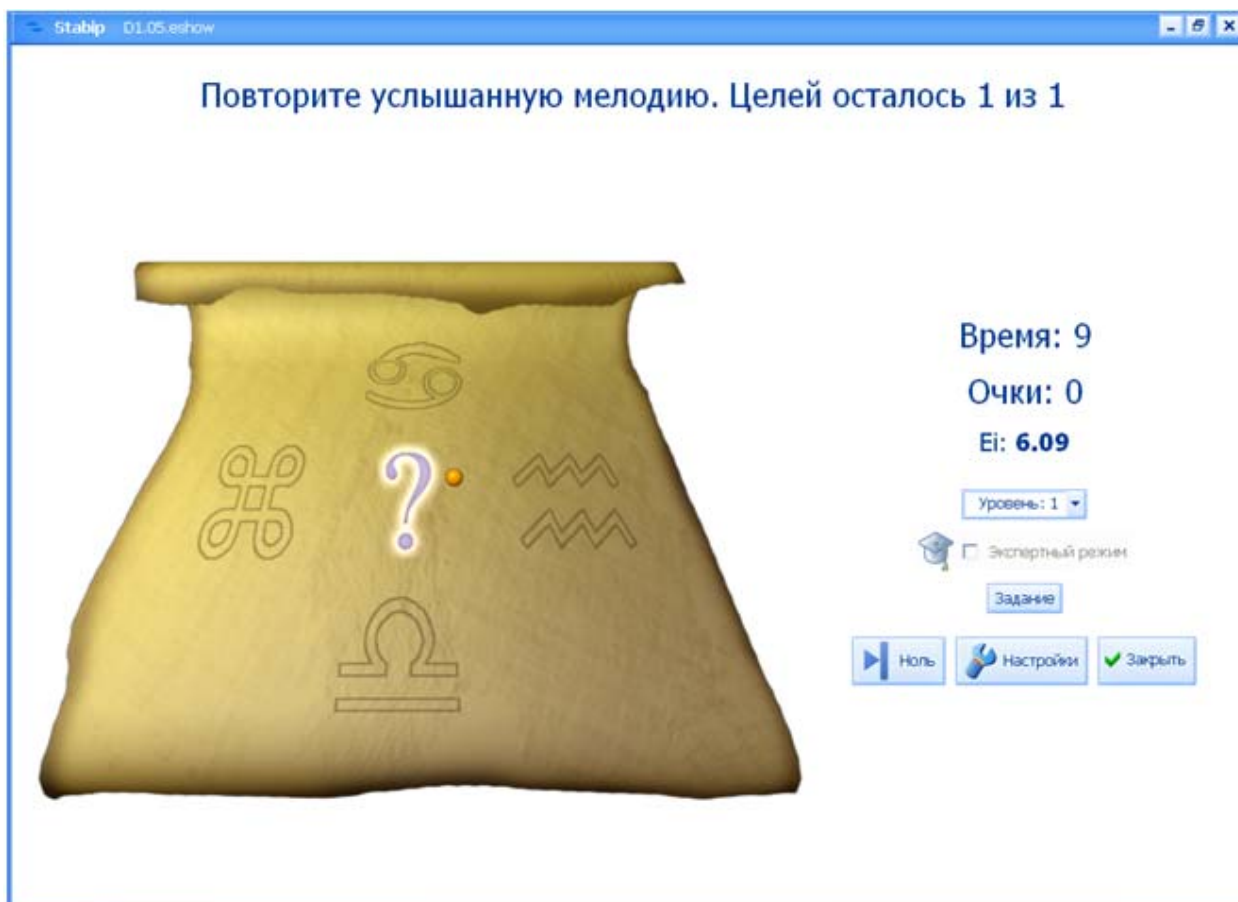 Stabip D1.05.eshow
Повторите услышанную мелодию. Целей осталось 1 из 1
?
Время: 9
Очки: 0
Ei: 6.09
Уровень: 1
Экспертный режим
Задание
Ноль Настройки Закрыть